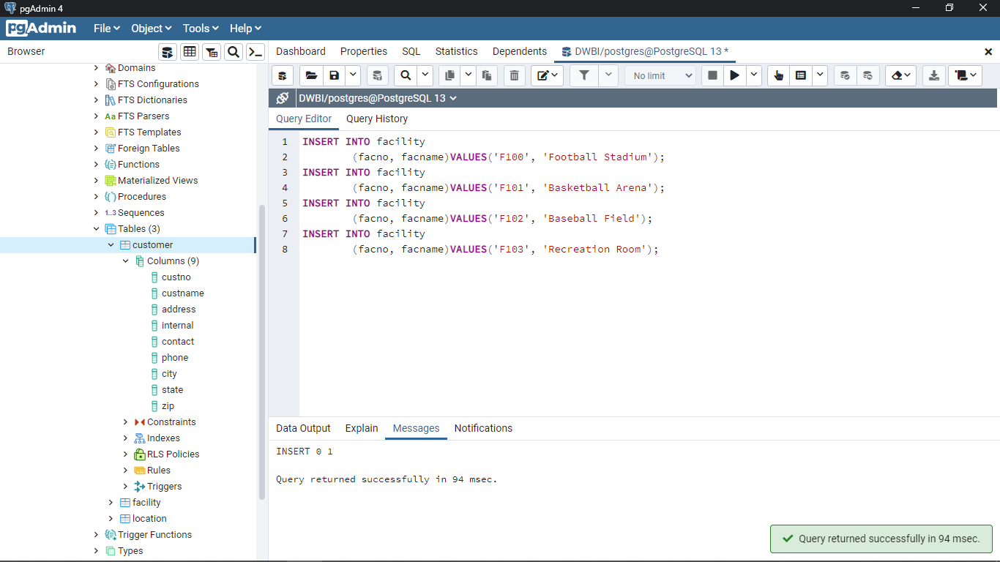 pgAdmin 4
pgAdmin File Object Tools Help
Browser
Dashboard Properties SQL Statistics Dependents DWBI/postgres@PostgreSQL 13 *
No limit
DWBI/postgres@PostgreSQL 13
Domains
FTS Configurations
FTS Dictionaries
Aa FTS Parsers
FTS Templates
Foreign Tables
Functions
Materialized Views
Procedures
1..3 Sequences
Tables (3)
customer
Columns (9)
custno
custname
address
internal
contact
phone
city
state
zip
Constraints
Indexes
RLS Policies
Rules
Triggers
facility
location
Trigger Functions
Types
Query Editor Query History
1 INSERT INTO facility
2 (facno, facname)VALUES('F100', 'Football Stadium');
3 INSERT INTO facility
4 (facno, facname)VALUES('F101', 'Basketball Arena');
5 INSERT INTO facility
6 (facno, facname)VALUES('F102', 'Baseball Field');
7 INSERT INTO facility
8 (facno, facname)VALUES('F103', 'Recreation Room');
Data Output Explain Messages Notifications
INSERT 0 1
Query returned successfully in 94 msec.
Query returned successfully in 94 msec.